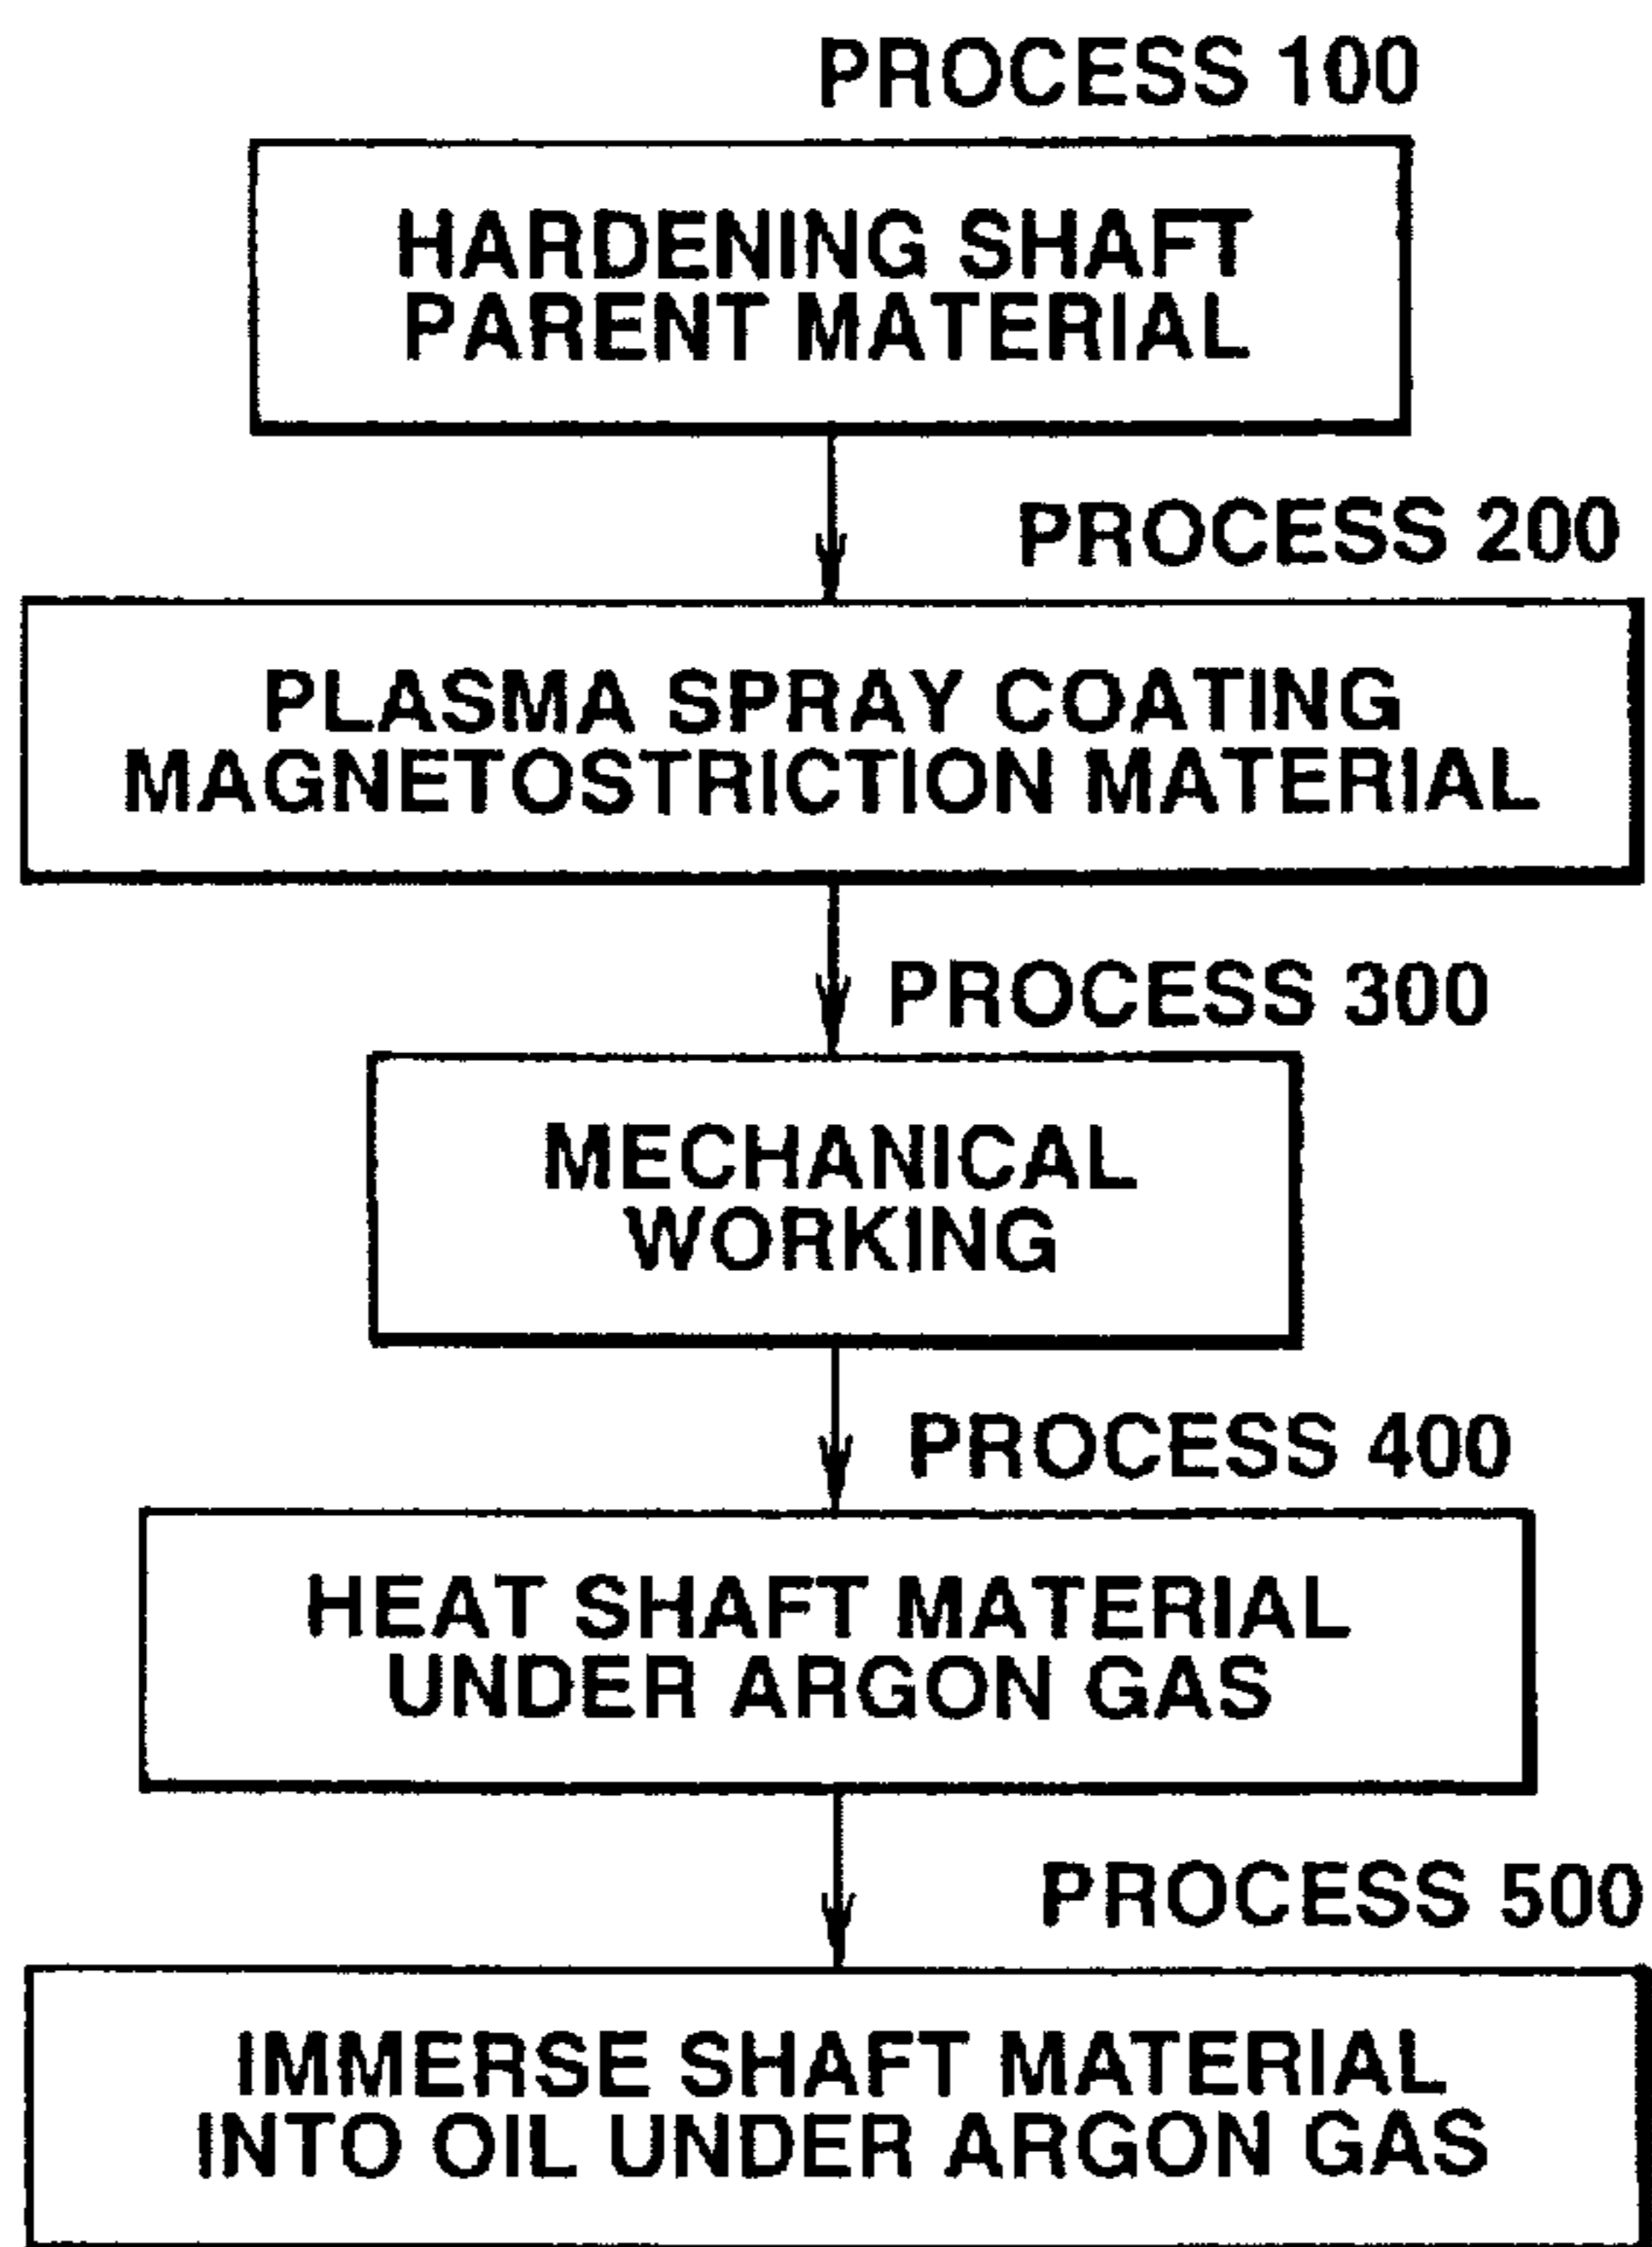 PROCESS 100
HARDENING SHAFT
PARENT MATERIAL
PROCESS 200
PLASMA SPRAY COATING
MAGNETOSTRICTION MATERIAL
PROCESS 300
MECHANICAL
WORKING
PROCESS 400
HEAT SHAFT MATERIAL
UNDER ARGON GAS
PROCESS 500
IMMERSE SHAFT MATERIAL
INTO OIL UNDER ARGON GAS